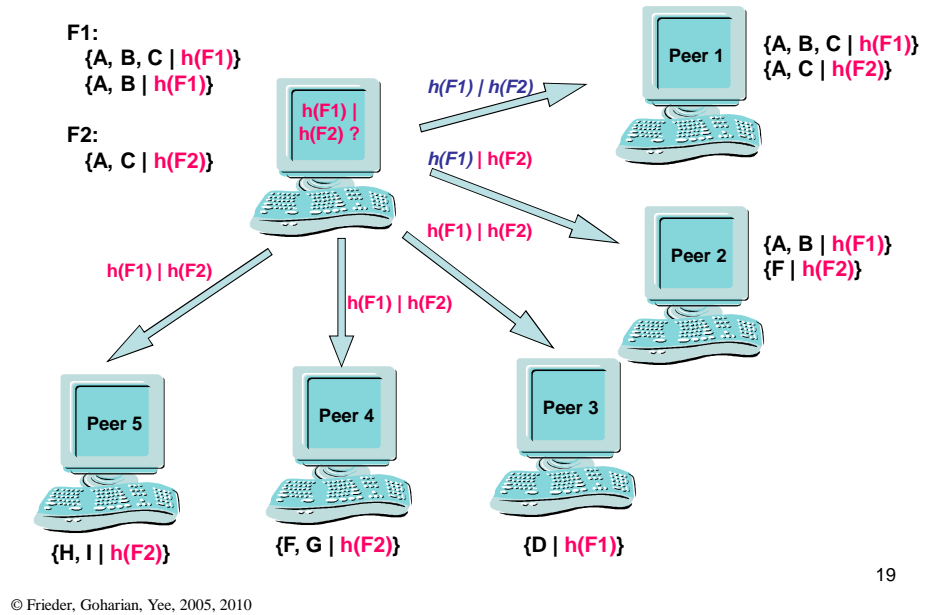 F1:
{A, B, C | h(F1)}
{A, B | h(F1)}
F2:
{A, C | h(F2)}
h(F1) |
h(F2) ?
h(F1) | h(F2)
Peer 1
{A, B, C | h(F1)}
{A, C | h(F2)}
h(F1) | h(F2)
h(F1) | h(F2)
Peer 2
{A, B | h(F1)}
{F | h(F2)}
h(F1) | h(F2)
h(F1) | h(F2)
Peer 5
Peer 4
Peer 3
{H, I | h(F2)}
{F, G | h(F2)}
{D | h(F1)}
19
© Frieder, Goharian, Yee, 2005, 2010